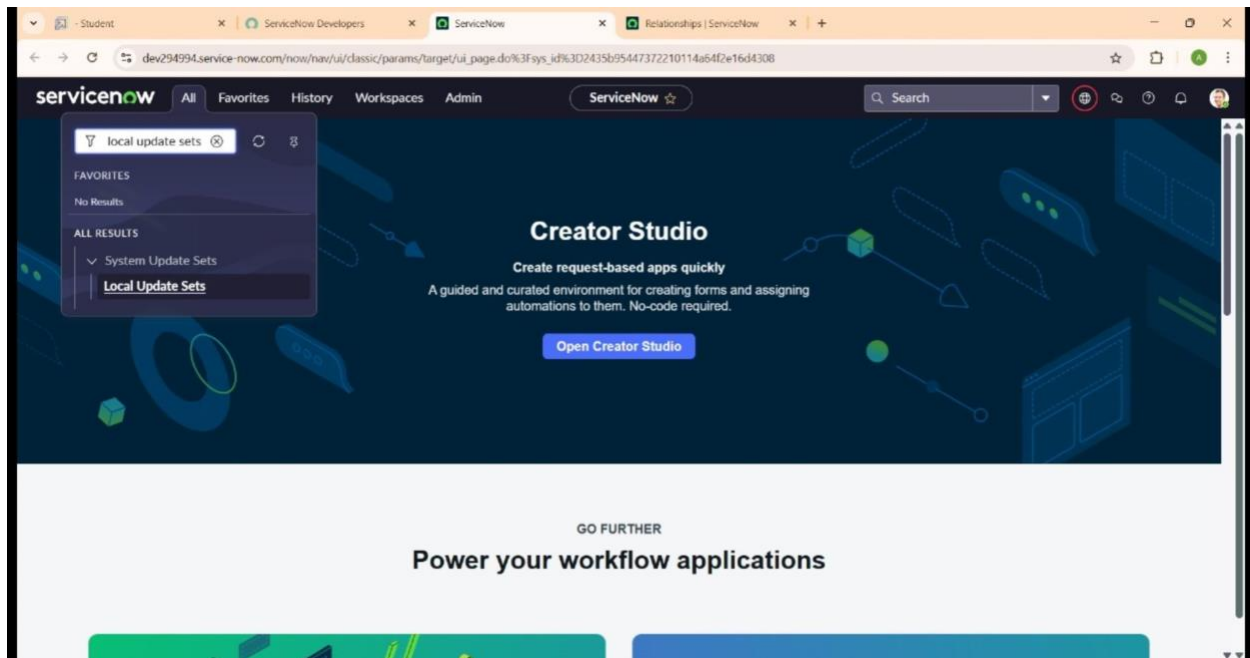 - Student
ServiceNow Developers
ServiceNow
Relationships | ServiceNow
dev294994.service-now.com/now/nav/ui/classic/params/target/ui_page.do%3Fsys_id%3D2435b95447372210114a64f2e16d4308
servicenow All Favorites History Workspaces Admin ServiceNow Search
local update sets
FAVORITES
No Results
ALL RESULTS
System Update Sets
Local Update Sets
Creator Studio
Create request-based apps quickly
A guided and curated environment for creating forms and assigning
automations to them. No-code required.
Open Creator Studio
GO FURTHER
Power your workflow applications